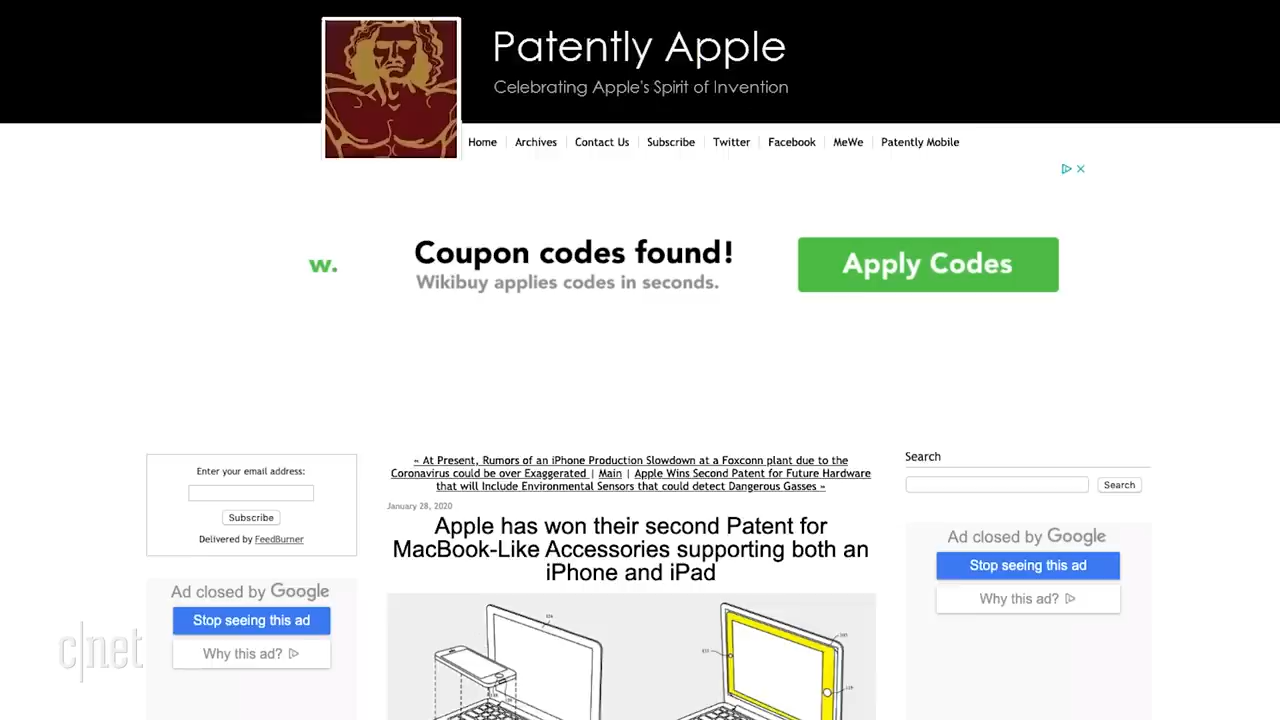 Patently Apple
Celebrating Apple's Spirit of Invention
Home
Archives
Contact Us
Subscribe
Twitter
Facebook
MeWe
Patently Mobile
w.
Coupon codes found!
Wikibuy applies codes in seconds.
Apply Codes
Enter your email address:
Subscribe
Delivered by FeedBurner
Ad closed by Google
Stop seeing this ad
Why this ad?
c|net
« At Present, Rumors of an iPhone Production Slowdown at a Foxconn plant due to the
Coronavirus could be over Exaggerated | Main | Apple Wins Second Patent for Future Hardware
that will Include Environmental Sensors that could detect Dangerous Gasses »
January 28, 2020
Apple has won their second Patent for
MacBook-Like Accessories supporting both an
iPhone and iPad
Search
Search
Ad closed by Google
Stop seeing this ad
Why this ad?